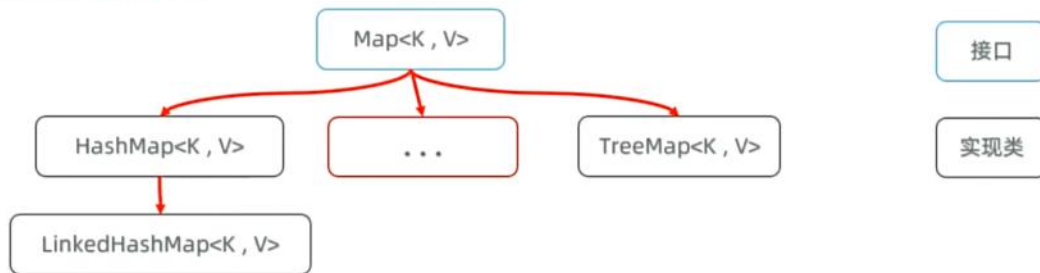 Map<K , V>
接口
HashMap<K , V>
...
TreeMap<K , V>
实现类
LinkedHashMap<K , V>